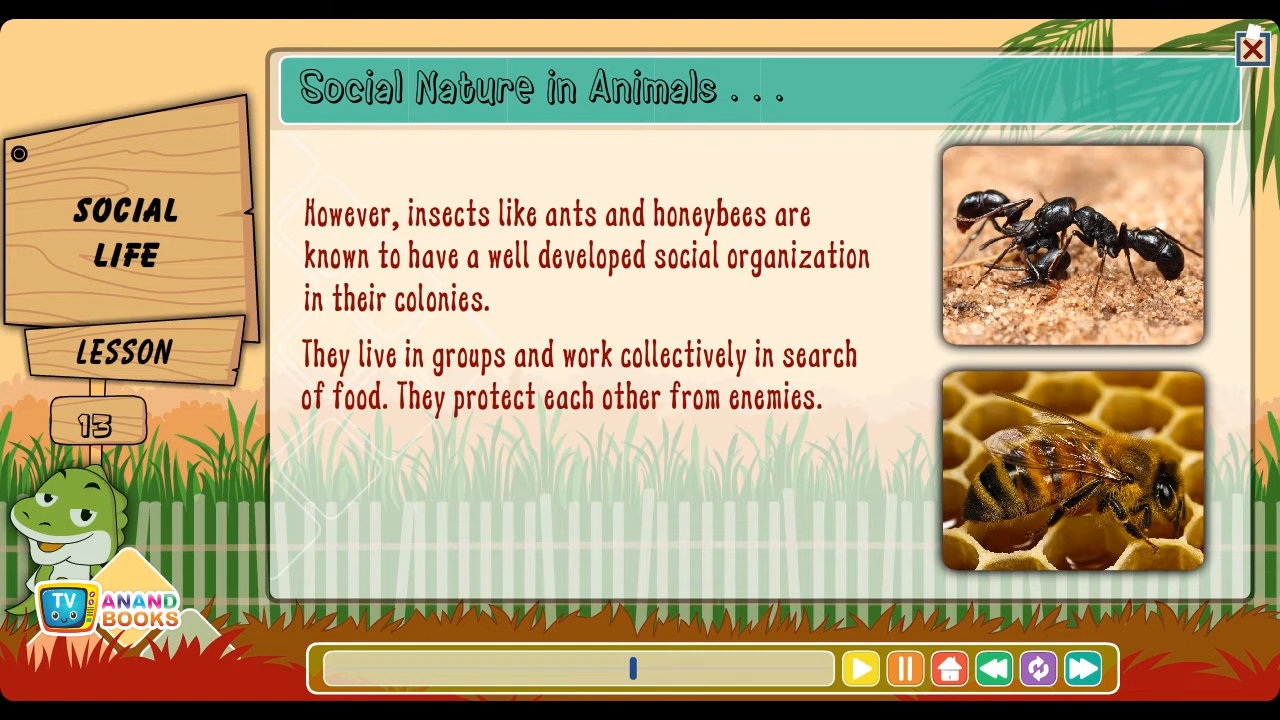 Social Nature in Animals . . .
SOCIAL
LIFE
LESSON
13
However, insects like ants and honeybees are
known to have a well developed social organization
in their colonies.
They live in groups and work collectively in search
of food. They protect each other from enemies.
TV
ANAND
BOOKS